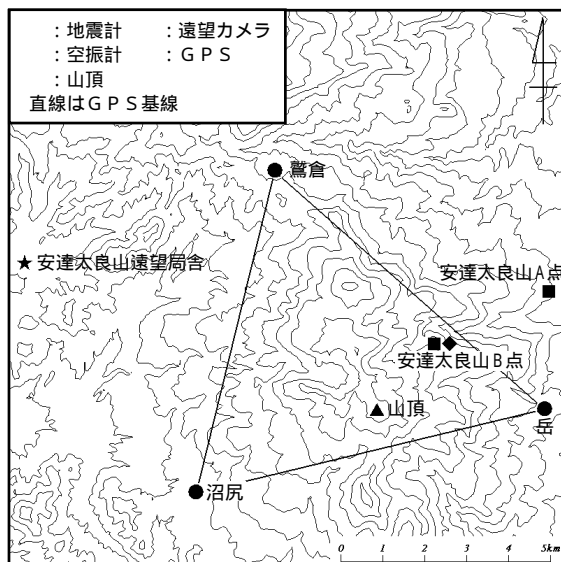 ：地震計　：遠望カメラ
：空振計　：ＧＰＳ
：山頂
直線はＧＰＳ基線
鷲倉
安達太良山遠望局舎
安達太良山A点
安達太良山Ｂ点
山頂
岳
沼尻
0 1 2 3 4 5km